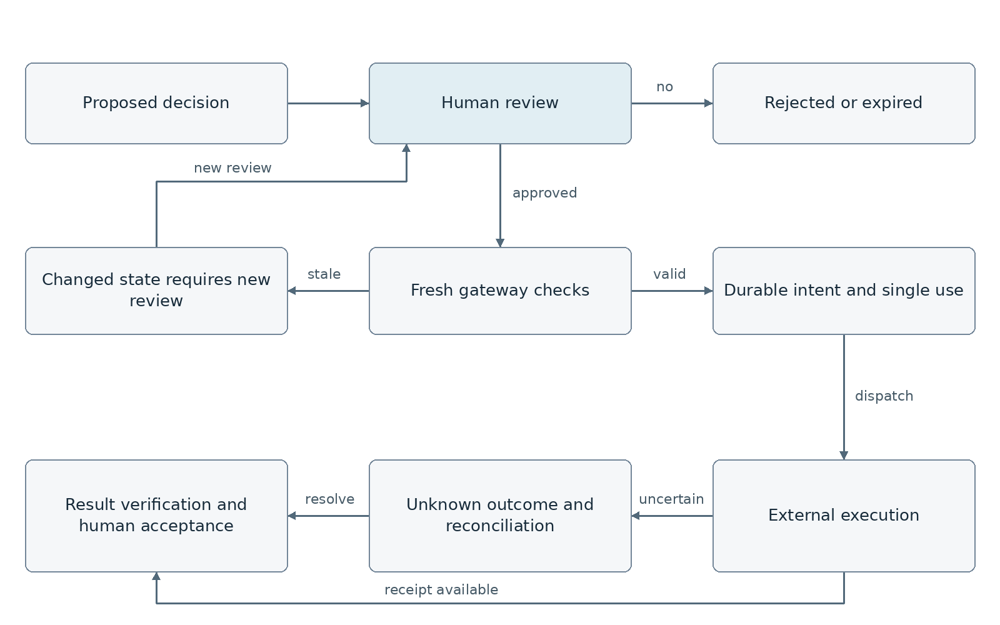 Proposed decision
Human review
no
Rejected or expired
new review
approved
Changed state requires new
review
stale
Fresh gateway checks
valid
Durable intent and single use
dispatch
Result verification and
human acceptance
resolve
Unknown outcome and
reconciliation
uncertain
External execution
receipt available